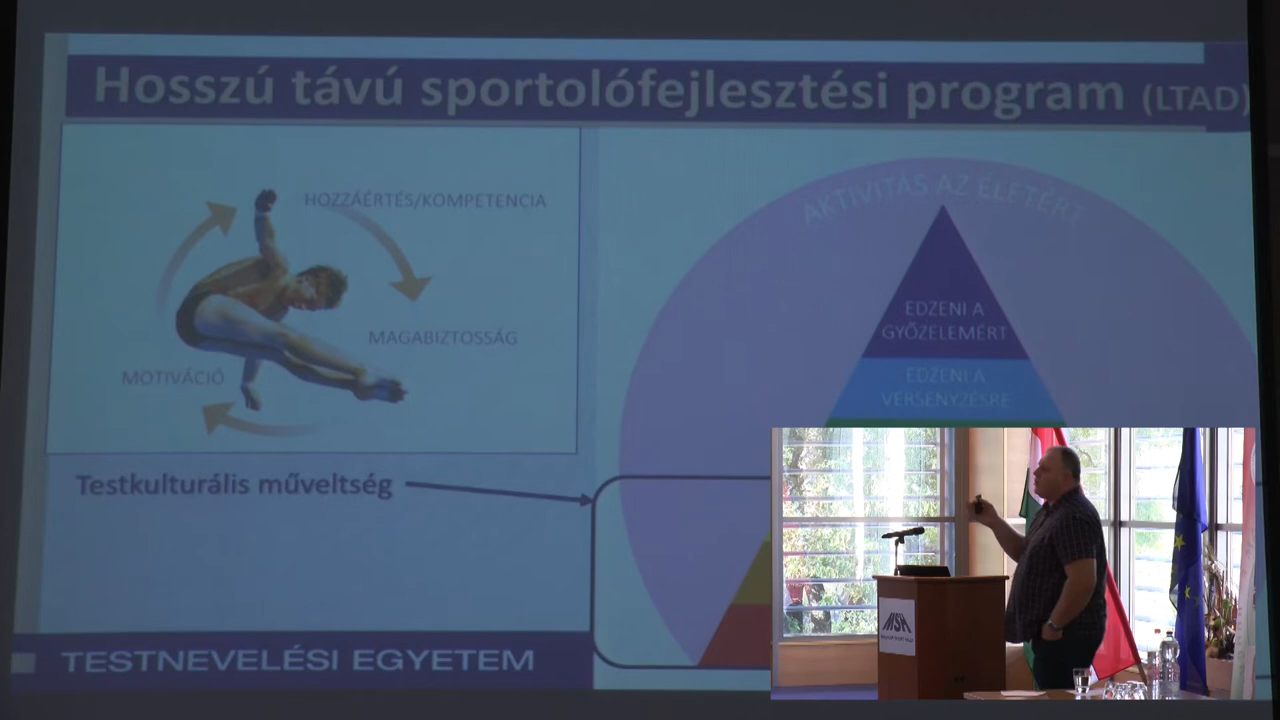 Hosszú távú sportolófejlesztési program (LTAD)
HOZZÁÉRTÉS/KOMPETENCIA
MAGABIZTOSSÁG
MOTIVÁCIÓ
Testkulturális műveltség
AKTIVITÁS AZ ÉLETÉRT
EDZENI A
GYŐZELEMÉRT
EDZENI A
VERSENYZÉSRE
TESTNEVELÉSI EGYETEM
MSH